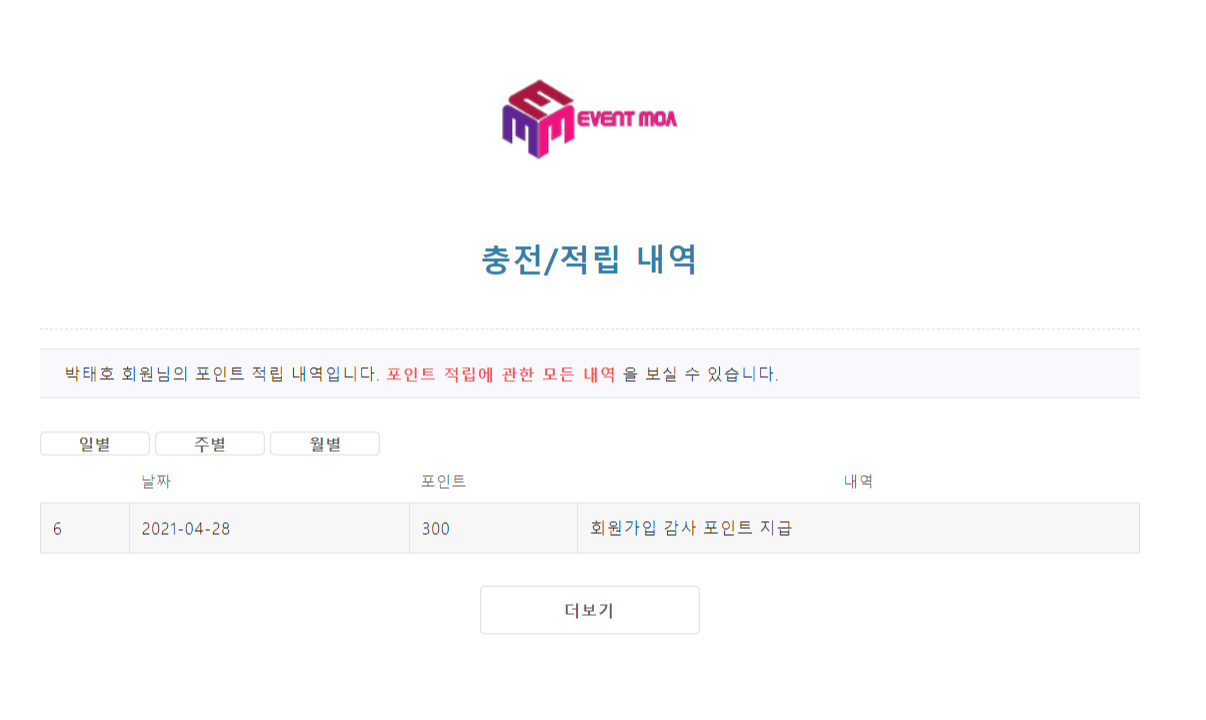 EVENT MOA
충전/적립 내역
박태호 회원님의 포인트 적립 내역입니다. 포인트 적립에 관한 모든 내역 을 보실 수 있습니다.
일별 주별 월별
날짜 포인트 내역
6 2021-04-28 300 회원가입 감사 포인트 지급
더보기